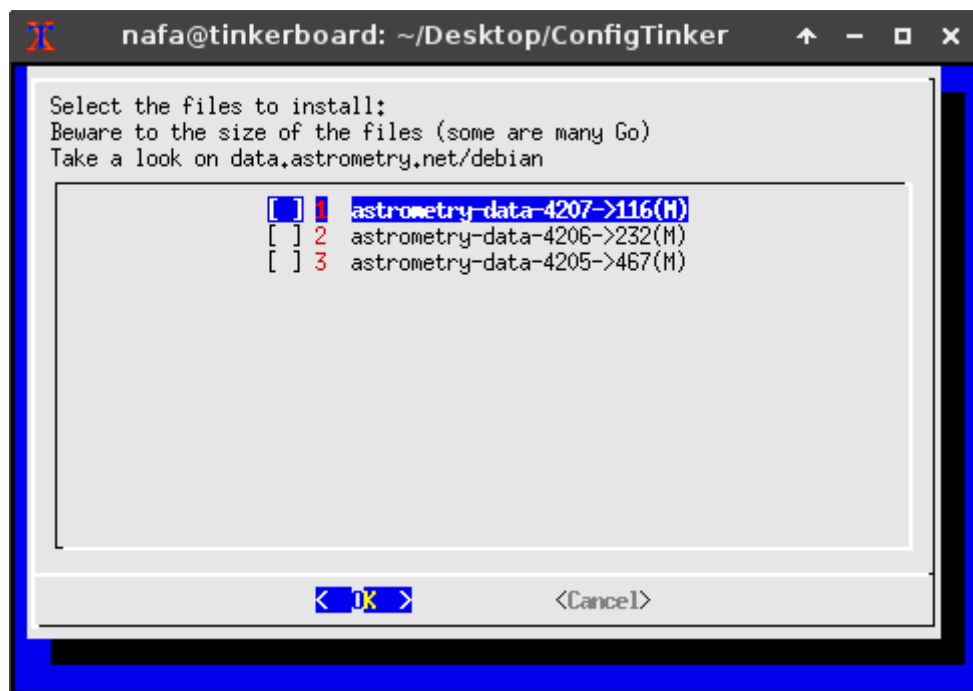 nafa@tinkerboard: ~/Desktop/ConfigTinker
Select the files to install:
Beware to the size of the files (some are many Go)
Take a look on data.astrometry.net/debian
[ ] 1 astrometry-data-4207->116(M)
[ ] 2 astrometry-data-4206->232(M)
[ ] 3 astrometry-data-4205->467(M)
< OK > <Cancel>